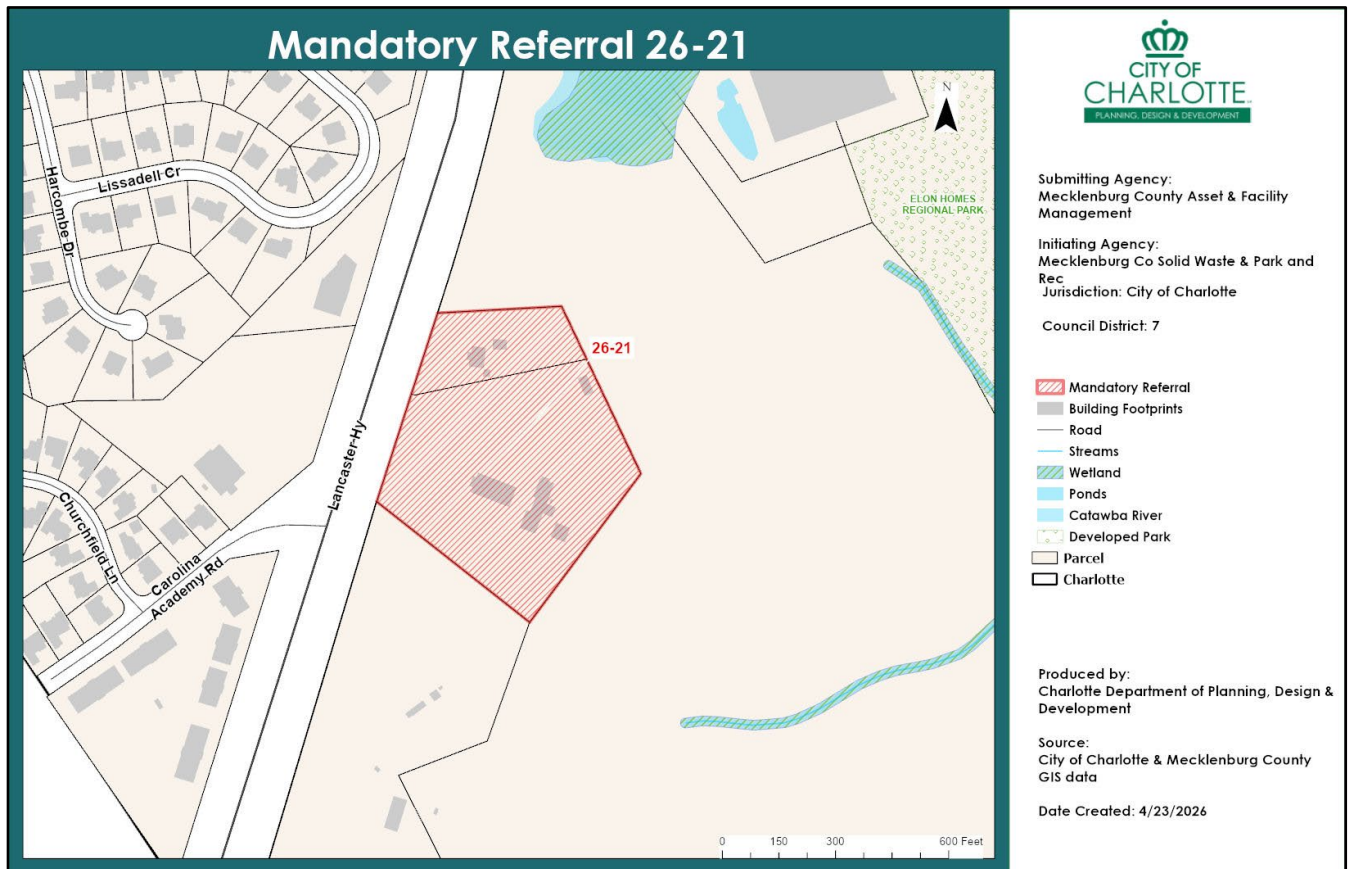 Mandatory Referral 26-21
Lissadell Cr
Harcombe Dr
N
ELON HOMES
REGIONAL PARK
26-21
Lancaster Hy
Churchfield Ln
Carolina
Academy Rd
0 150 300 600 Feet
CITY OF
CHARLOTTE
PLANNING, DESIGN & DEVELOPMENT
Submitting Agency:
Mecklenburg County Asset & Facility
Management
Initiating Agency:
Mecklenburg Co Solid Waste & Park and
Rec
Jurisdiction: City of Charlotte
Council District: 7
Mandatory Referral
Building Footprints
Road
Streams
Wetland
Ponds
Catawba River
Developed Park
Parcel
Charlotte
Produced by:
Charlotte Department of Planning, Design &
Development
Source:
City of Charlotte & Mecklenburg County
GIS data
Date Created: 4/23/2026